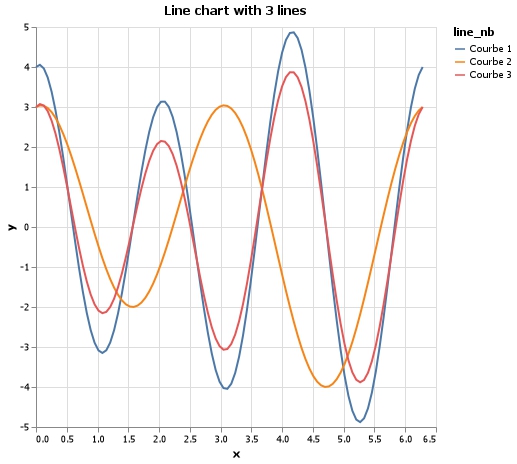 Line chart with 3 lines
line_nb
Courbe 1
Courbe 2
Courbe 3
y
5
4
3
2
1
0
-1
-2
-3
-4
-5
0.0 0.5 1.0 1.5 2.0 2.5 3.0 3.5 4.0 4.5 5.0 5.5 6.0 6.5
x